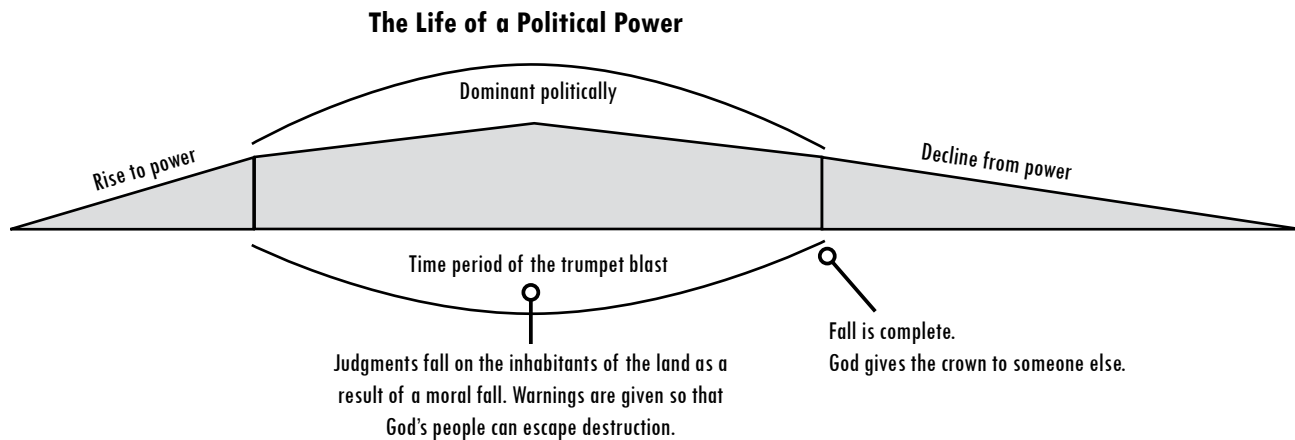 The Life of a Political Power
Dominant politically
Rise to power
Decline from power
Time period of the trumpet blast
Judgments fall on the inhabitants of the land as a
result of a moral fall. Warnings are given so that
God's people can escape destruction.
Fall is complete.
God gives the crown to someone else.